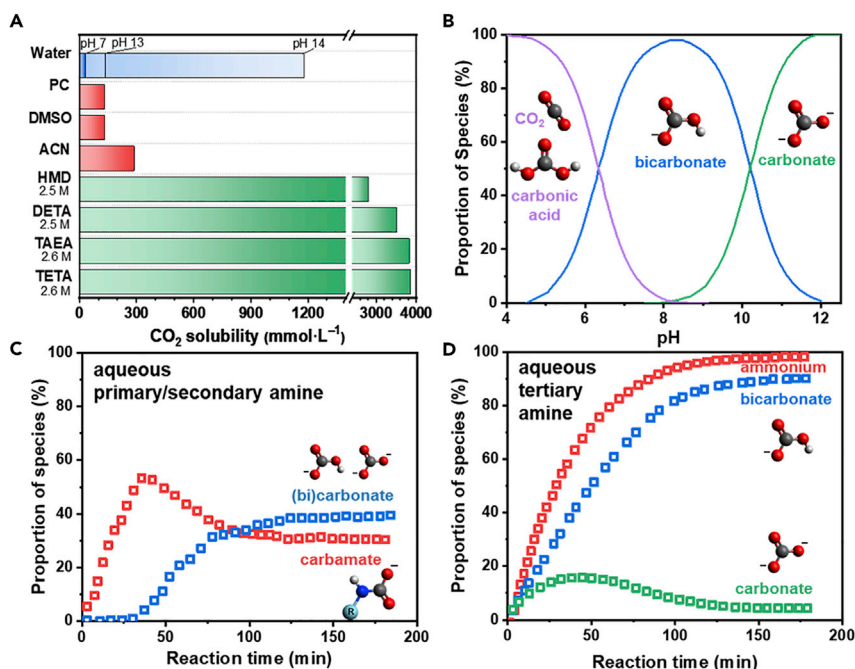 A
pH 7
pH 13
pH 14
Water
PC
DMSO
ACN
HMD
2.5 M
DETA
2.5 M
TAEA
2.6 M
TETA
2.6 M
0 300 600 900 1200 3000 4000
CO₂ solubility (mmol·L⁻¹)
B
Proportion of Species (%)
100
80
60
40
20
0
CO₂
carbonic
acid
bicarbonate
carbonate
4 6 8 10 12
pH
C
aqueous
primary/secondary amine
Proportion of species (%)
100
80
60
40
20
0
(bi)carbonate
carbamate
R
0 50 100 150 200
Reaction time (min)
D
aqueous
tertiary
amine
Proportion of species (%)
100
80
60
40
20
0
ammonium
bicarbonate
carbonate
0 50 100 150 200
Reaction time (min)